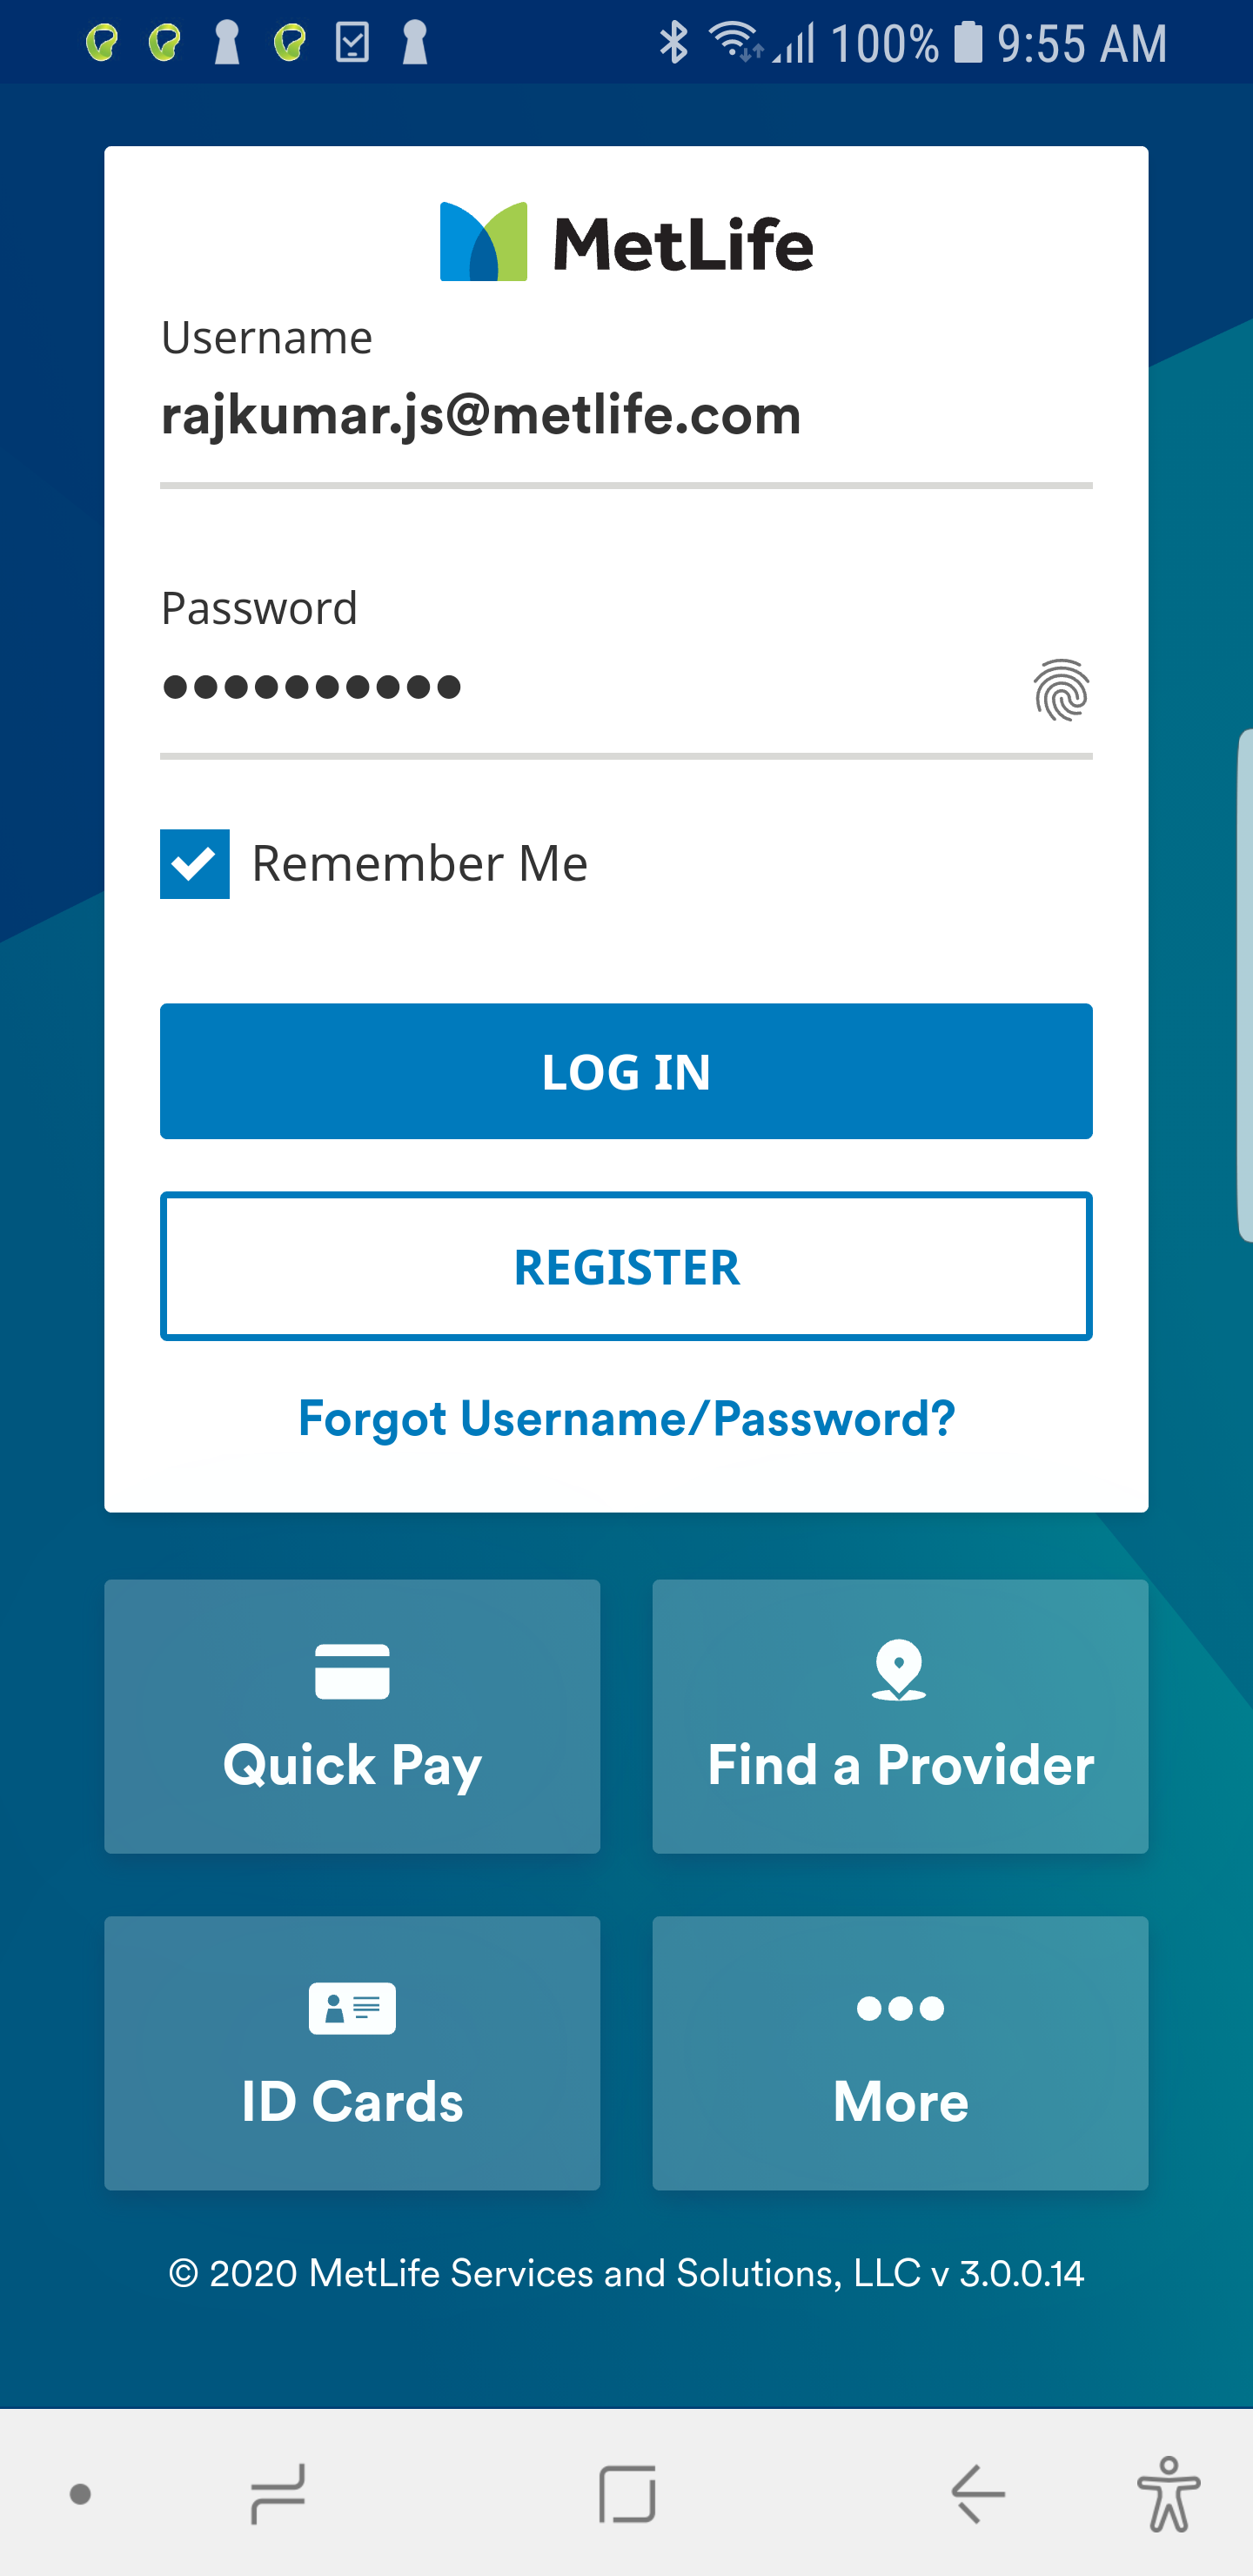 100% 9:55 AM
MetLife
Username
rajkumar.js@metlife.com
Password
Remember Me
LOG IN
REGISTER
Forgot Username/Password?
Quick Pay
Find a Provider
ID Cards
More
© 2020 MetLife Services and Solutions, LLC v 3.0.0.14